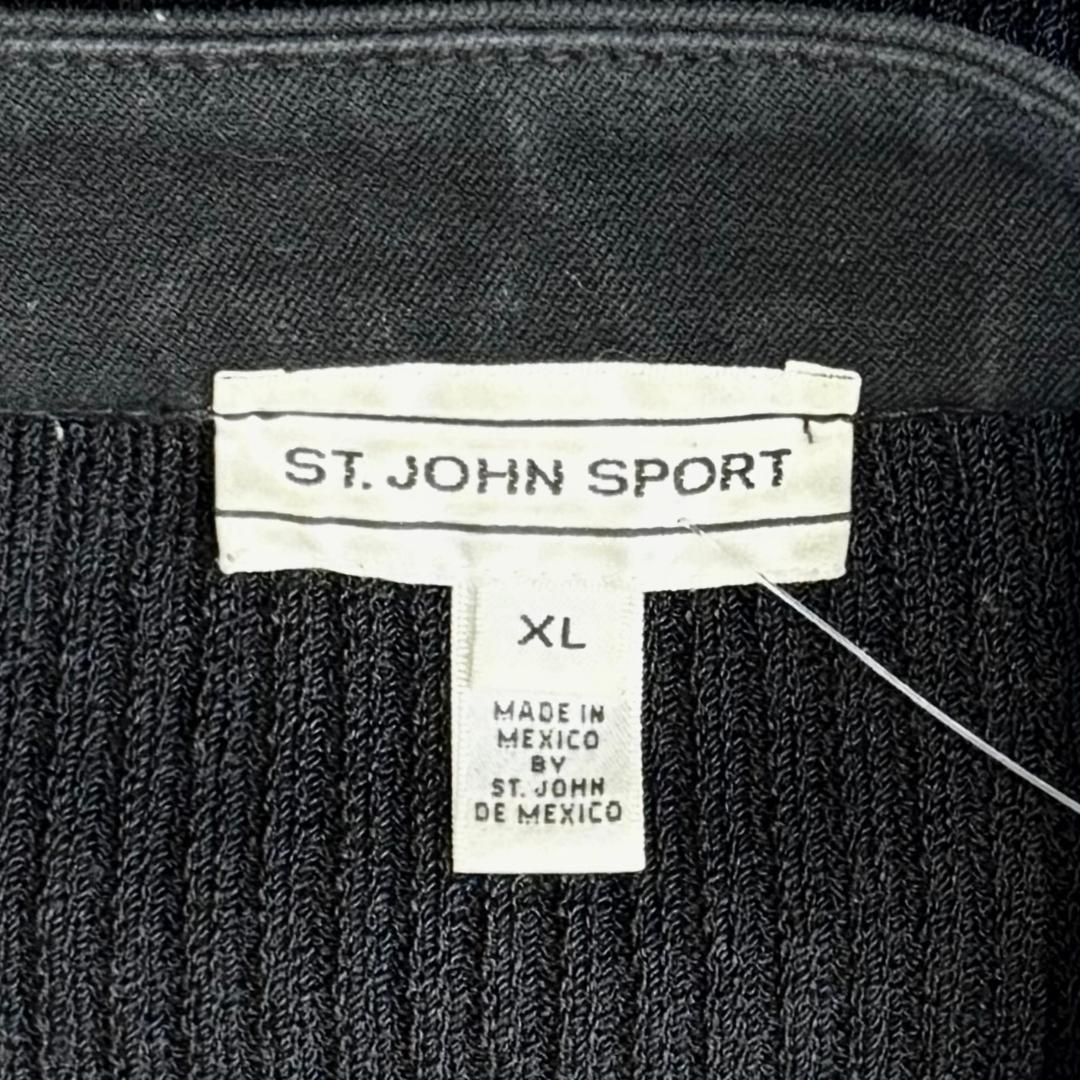 ST. JOHN SPORT
XL
MADE IN
MEXICO
BY
ST. JOHN
DE MEXICO